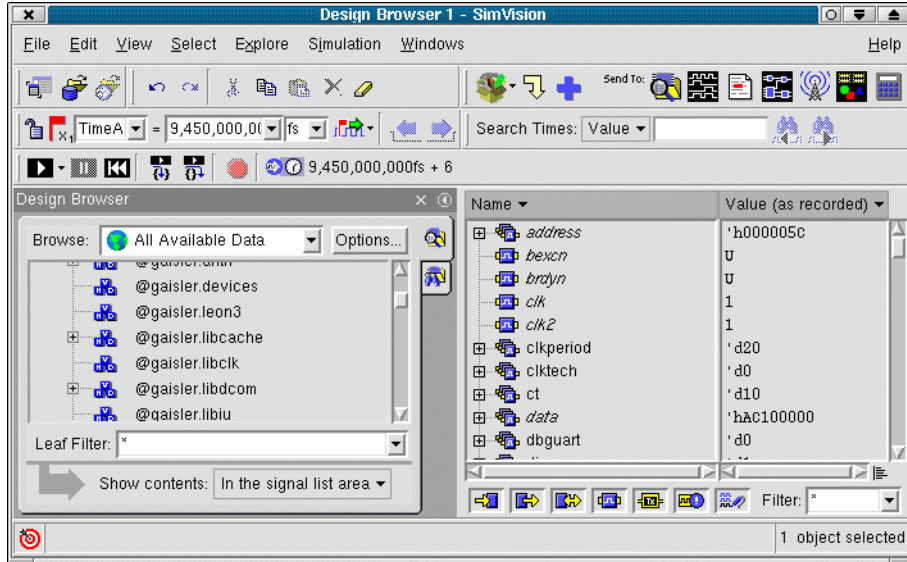 Design Browser 1 - SimVision
File Edit View Select Explore Simulation Windows Help
Send To:
TimeA = 9,450,000,0 fs Search Times: Value
9,450,000,000fs + 6
Design Browser
Browse: All Available Data Options...
@gaisler.devices
@gaisler.leon3
@gaisler.libcache
@gaisler.libclk
@gaisler.libdcom
@gaisler.libiu
Leaf Filter: *
Show contents: In the signal list area
Name Value (as recorded)
address 'h000005C
bexcn U
brdyn U
clk 1
clk2 1
clkperiod 'd20
clktech 'd0
ct 'd10
data 'hAC100000
dbguart 'd0
Filter: *
1 object selected